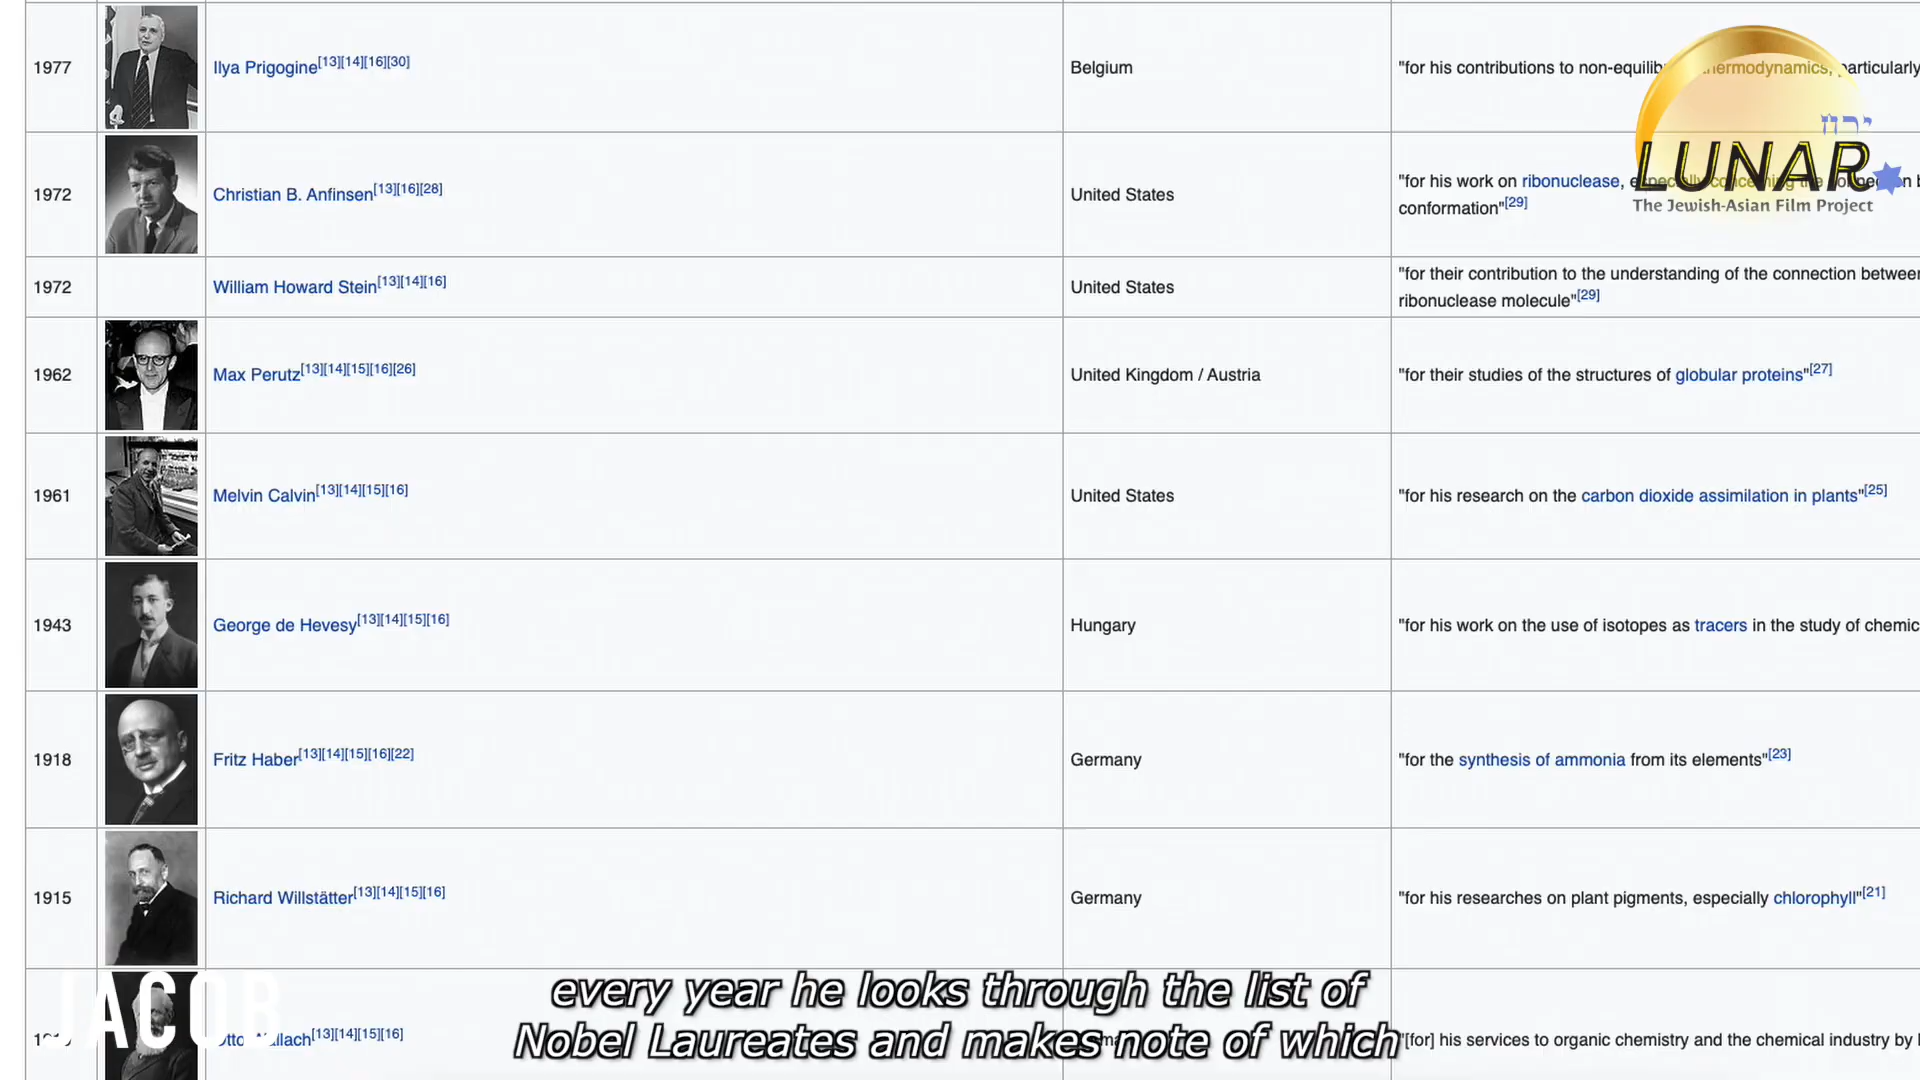 1977
Ilya Prigogine[13][14][16][30]
Belgium
"for his contributions to non-equilib thermodynamics, particularly
ירח
LUNAR
The Jewish-Asian Film Project
1972
Christian B. Anfinsen[13][16][28]
United States
"for his work on ribonuclease, especially concerning the connection b
conformation"[29]
1972
William Howard Stein[13][14][16]
United States
"for their contribution to the understanding of the connection between
ribonuclease molecule"[29]
1962
Max Perutz[13][14][15][16][26]
United Kingdom / Austria
"for their studies of the structures of globular proteins"[27]
1961
Melvin Calvin[13][14][15][16]
United States
"for his research on the carbon dioxide assimilation in plants"[25]
1943
George de Hevesy[13][14][15][16]
Hungary
"for his work on the use of isotopes as tracers in the study of chemic
1918
Fritz Haber[13][14][15][16][22]
Germany
"for the synthesis of ammonia from its elements"[23]
1915
Richard Willstätter[13][14][15][16]
Germany
"for his researches on plant pigments, especially chlorophyll"[21]
JACOB
Otto Wallach[13][14][15][16]
"[for] his services to organic chemistry and the chemical industry by
every year he looks through the list of
Nobel Laureates and makes note of which